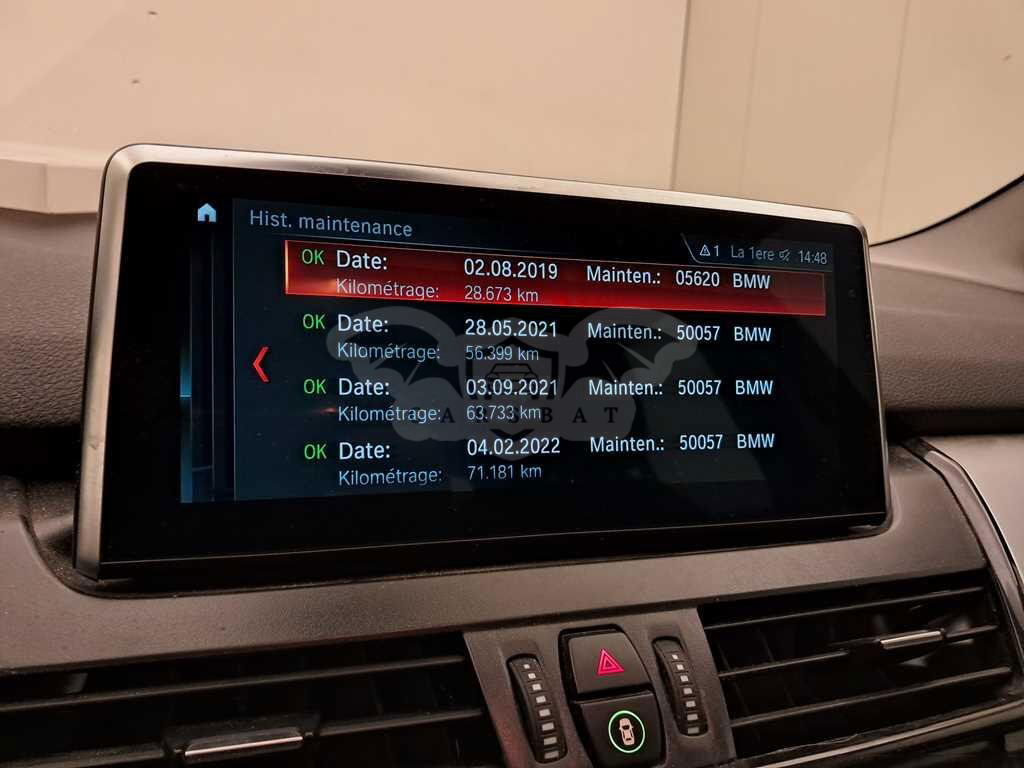 Hist. maintenance
1 La 1ere 14:48
OK Date: 02.08.2019 Mainten.: 05620 BMW
Kilométrage: 28.673 km
OK Date: 28.05.2021 Mainten.: 50057 BMW
Kilométrage: 56.399 km
OK Date: 03.09.2021 Mainten.: 50057 BMW
Kilométrage: 63.733 km
CARSBAT
OK Date: 04.02.2022 Mainten.: 50057 BMW
Kilométrage: 71.181 km